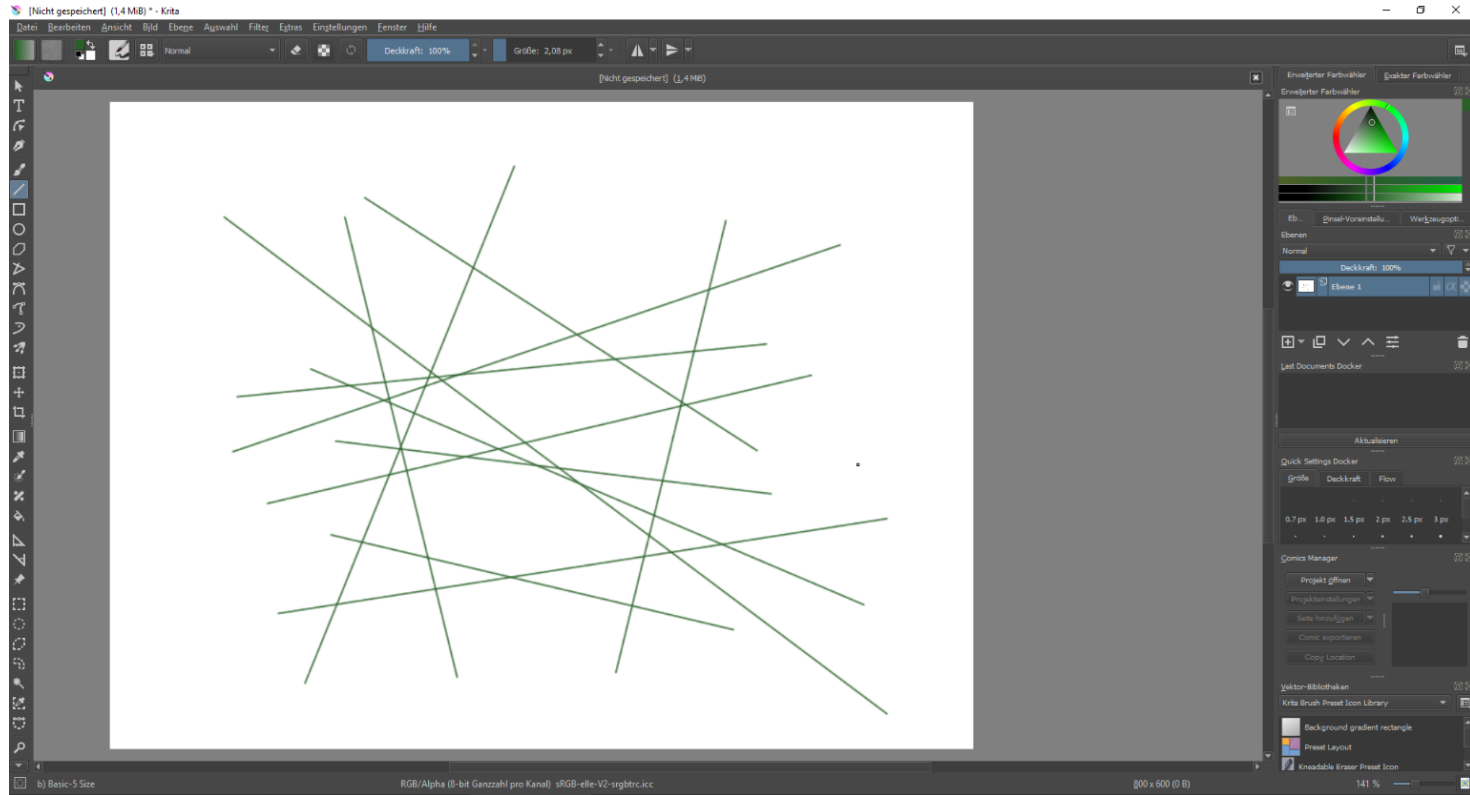 [Nicht gespeichert] (1,4 MiB) * - Krita
Datei Bearbeiten Ansicht Bild Ebene Auswahl Filter Extras Einstellungen Fenster Hilfe
Normal Deckkraft: 100% Größe: 2,08 px
[Nicht gespeichert] (1,4 MiB)
Erweiterter Farbwähler Exakter Farbwähler
Erweiterter Farbwähler
Eb... Pinsel-Voreinstellu... Werkzeugopti...
Ebenen
Normal
Deckkraft: 100%
Ebene 1
Last Documents Docker
Aktualisieren
Quick Settings Docker
Größe Deckkraft Flow
0.7 px 1.0 px 1.5 px 2 px 2.5 px 3 px
Comics Manager
Projekt öffnen
Projekteinstellungen
Seite hinzufügen
Comic exportieren
Copy Location
Vektor-Bibliotheken
Krita Brush Preset Icon Library
Background gradient rectangle
Preset Layout
Kneadable Eraser Preset Icon
b) Basic-5 Size RGB/Alpha (8-bit Ganzzahl pro Kanal) sRGB-elle-V2-srgbtrc.icc 800 x 600 (0 B) 141 %